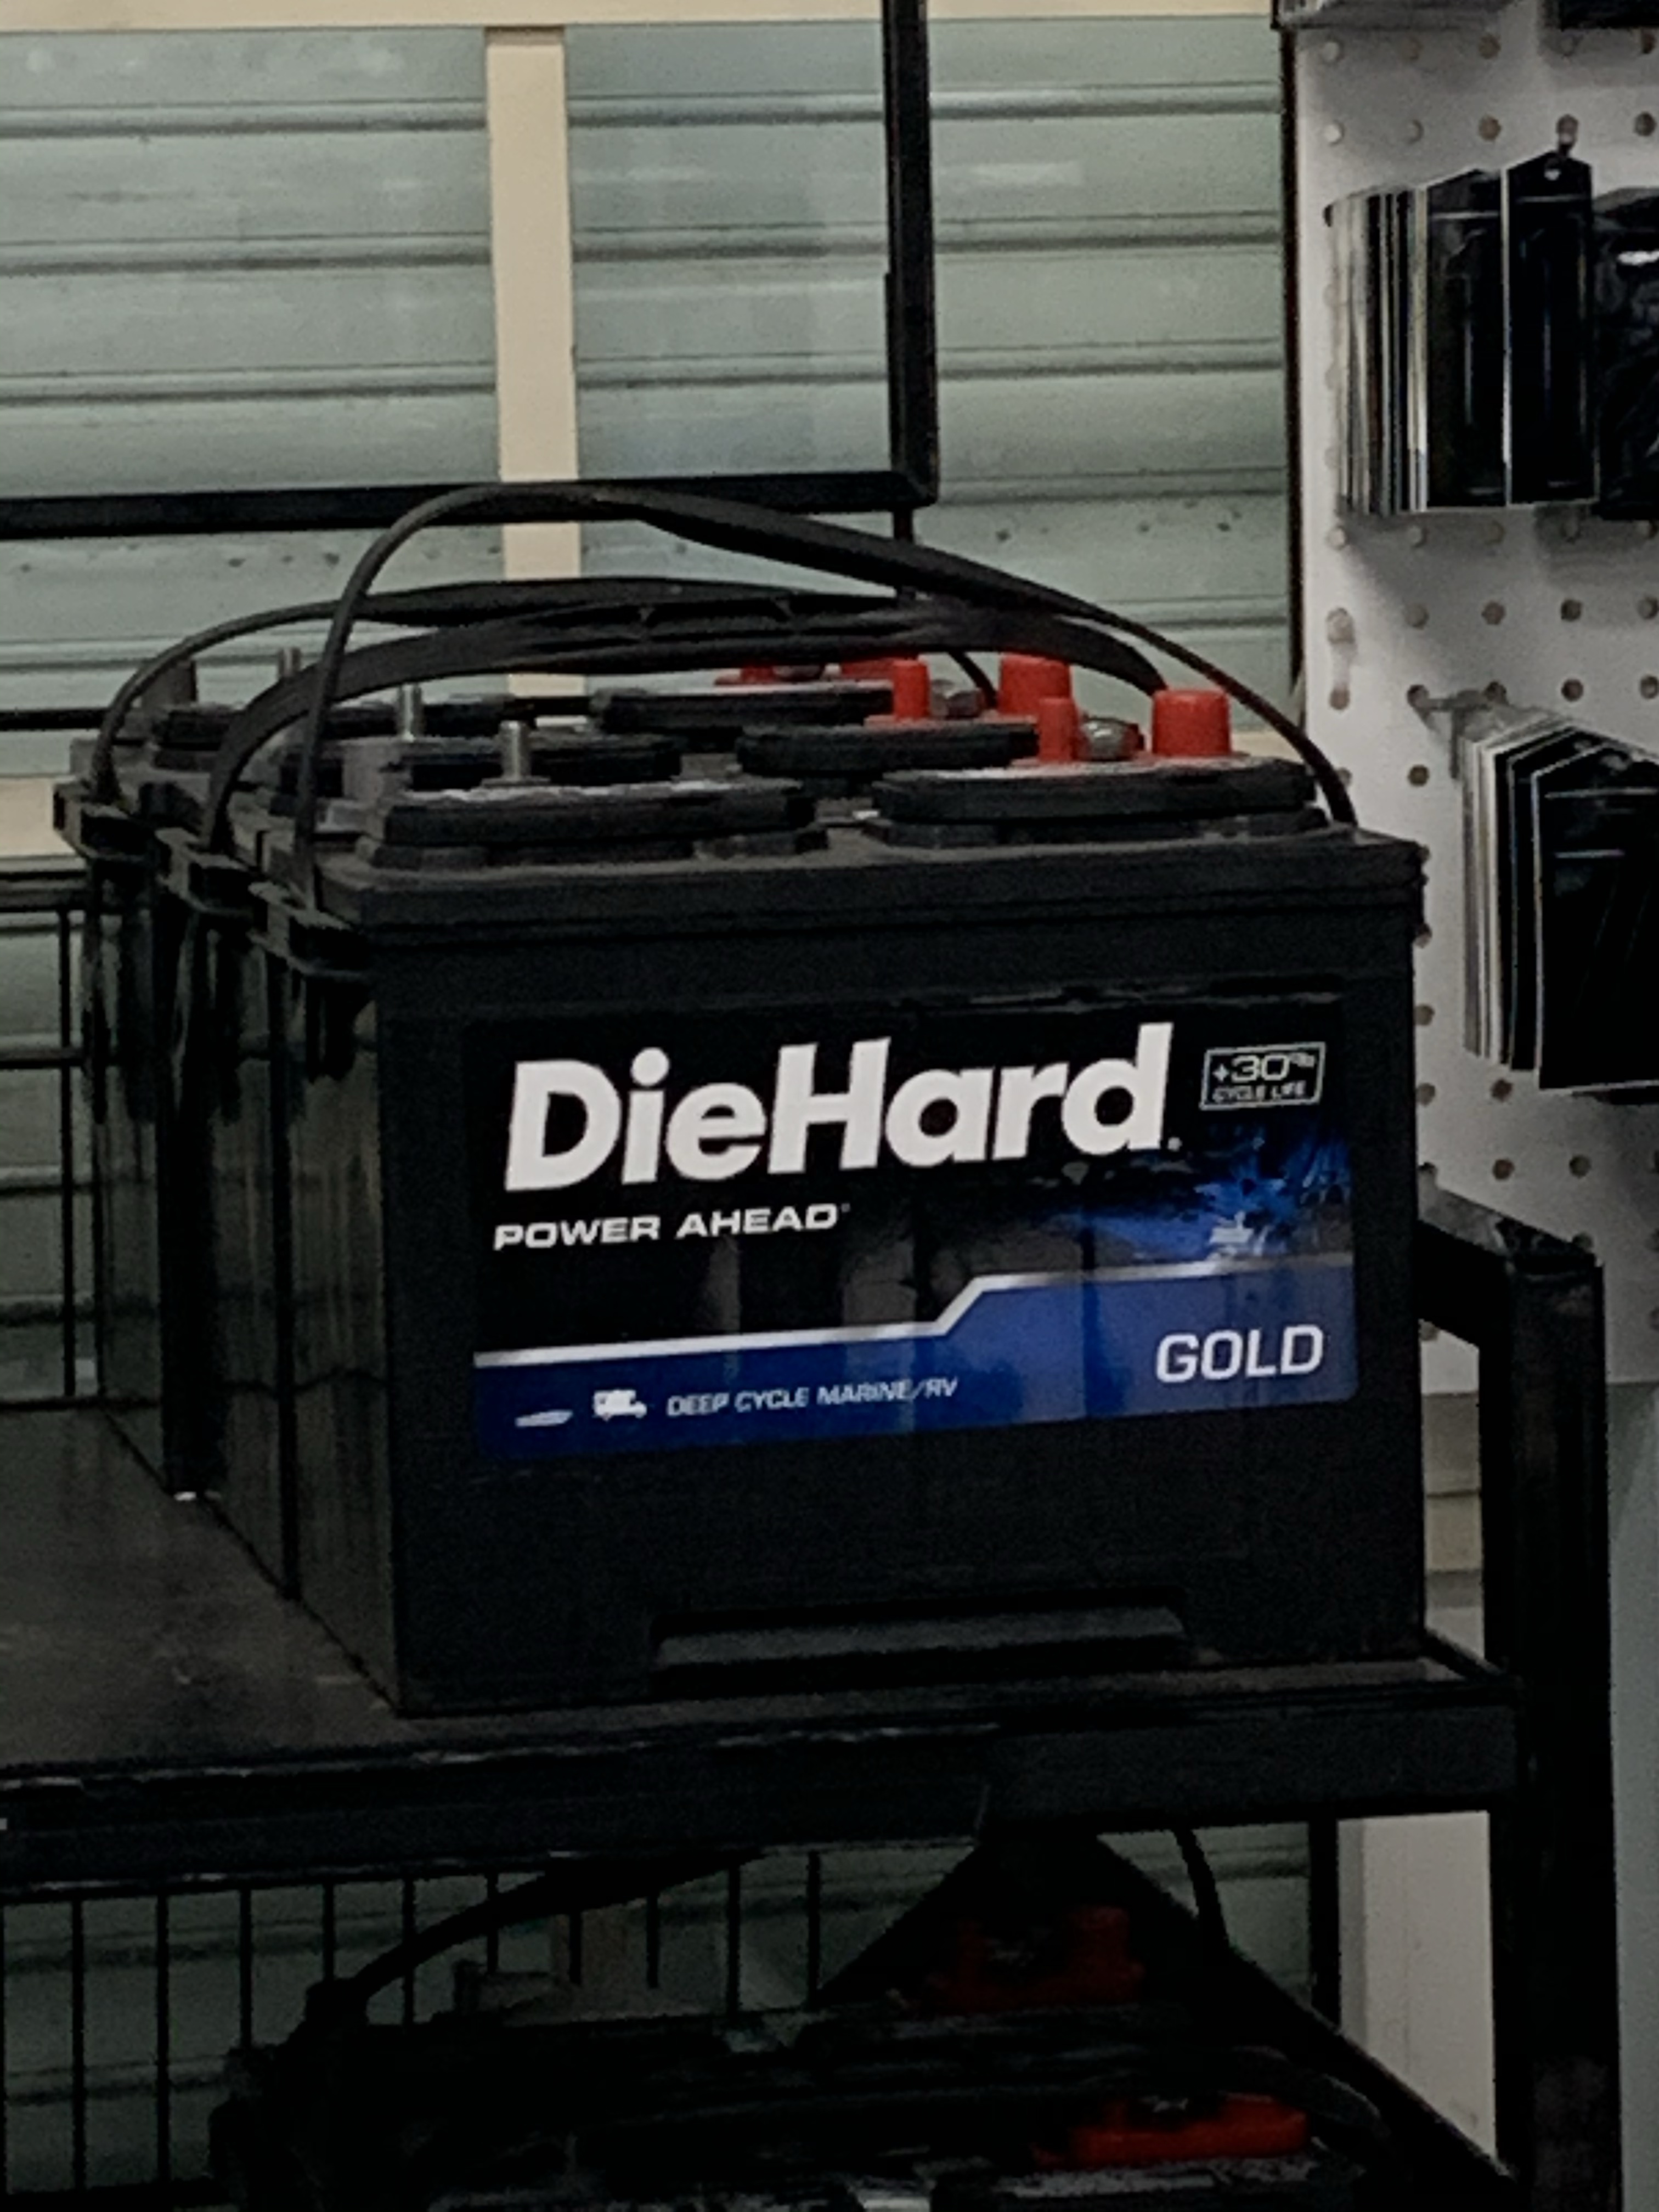 DieHard.
+30%
CYCLE LIFE
POWER AHEAD
GOLD
DEEP CYCLE MARINE/RV